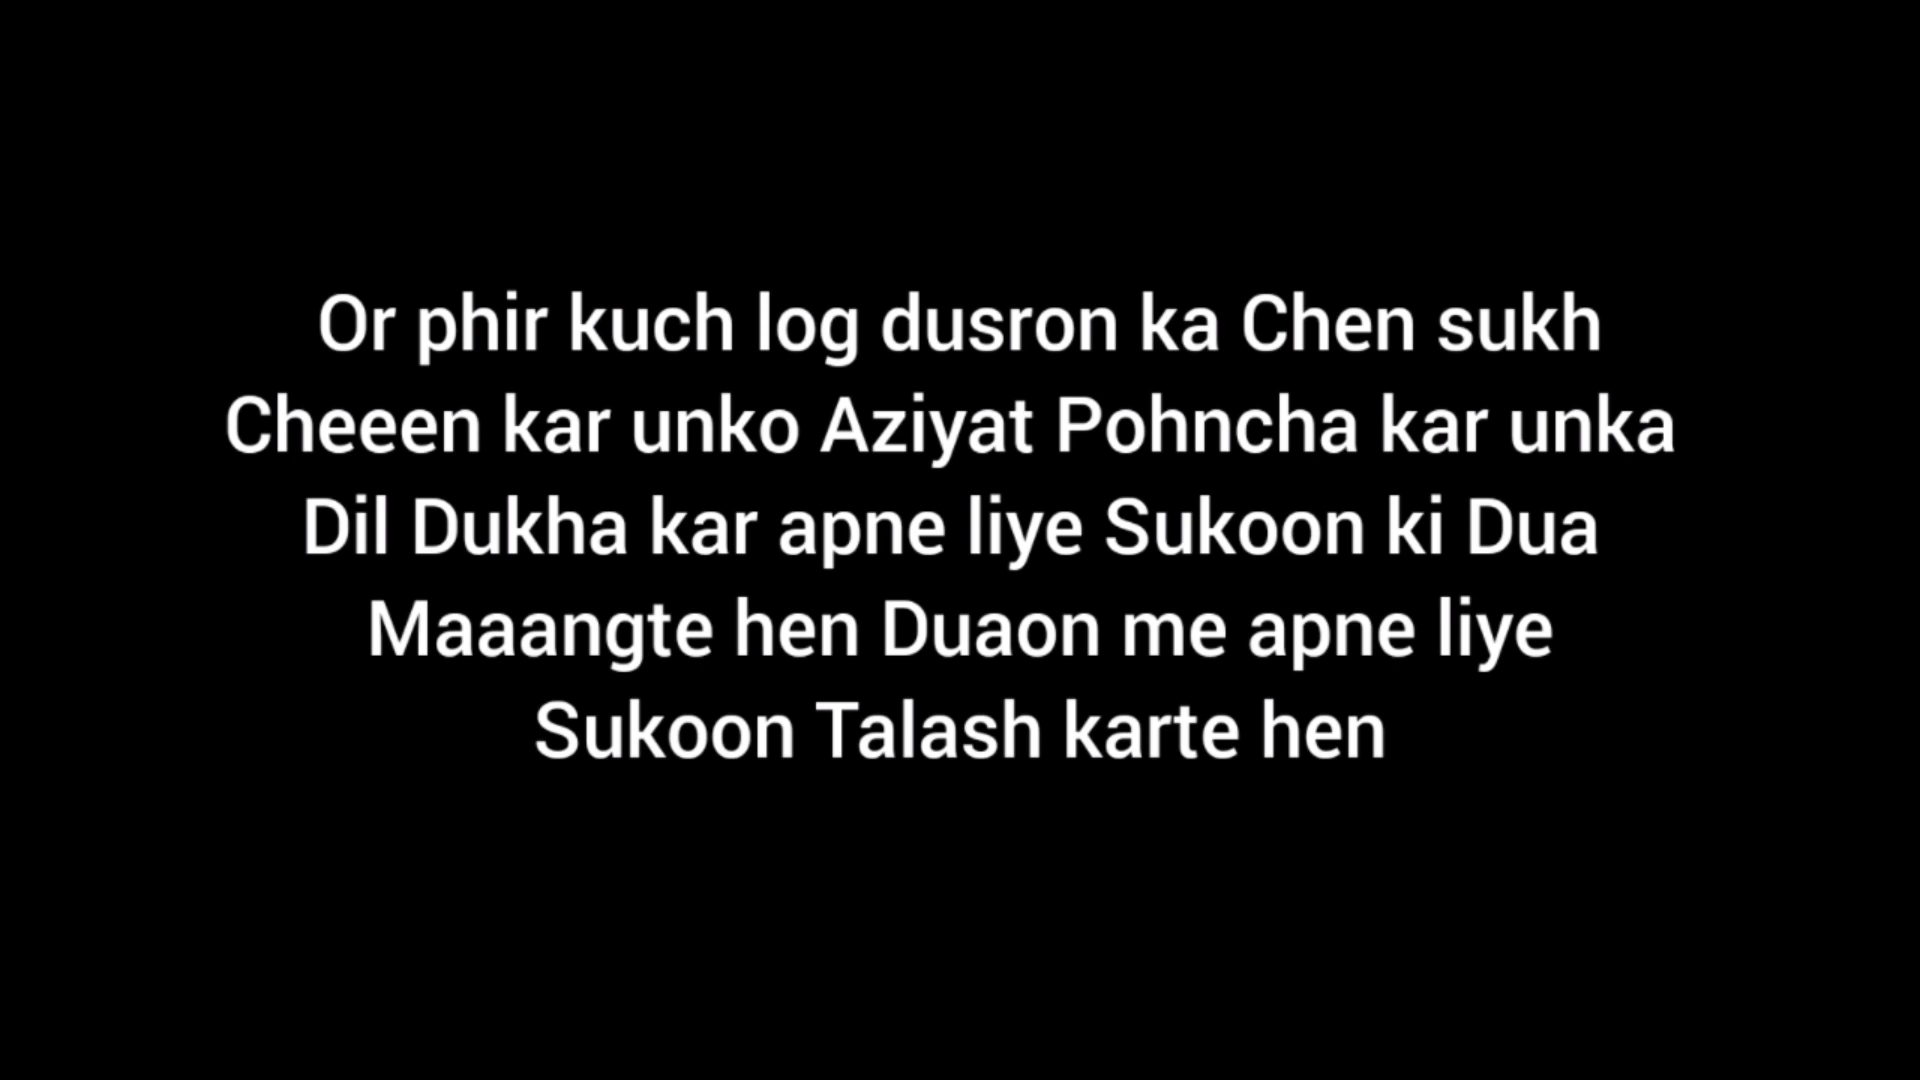 Or phir kuch log dusron ka Chen sukh
Cheeen kar unko Aziyat Pohncha kar unka
Dil Dukha kar apne liye Sukoon ki Dua
Maaangte hen Duaon me apne liye
Sukoon Talash karte hen